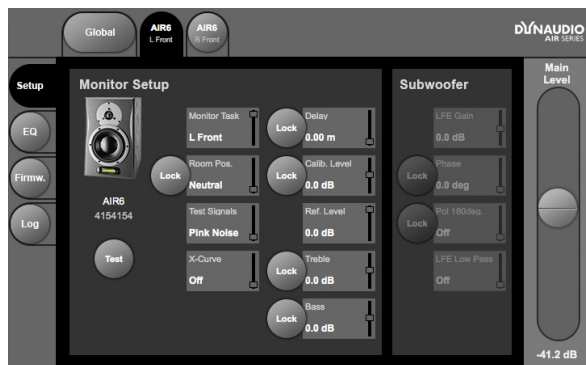 Global
AIR6
L Front
AIR6
R Front
DYNAUDIO
AIR SERIES
Main
Level
Setup
EQ
Firmw.
Log
Monitor Setup
Subwoofer
AIR6
4154154
Test
Monitor Task
L Front
Lock
Room Pos.
Neutral
Test Signals
Pink Noise
X-Curve
Off
Lock
Delay
0.00 m
Lock
Calib. Level
0.0 dB
Ref. Level
0.0 dB
Lock
Treble
0.0 dB
Lock
Bass
0.0 dB
LFE Gain
0.0 dB
Lock
Phase
0.0 deg
Lock
Pol 180deg.
Off
LFE Low Pass
Off
-41.2 dB